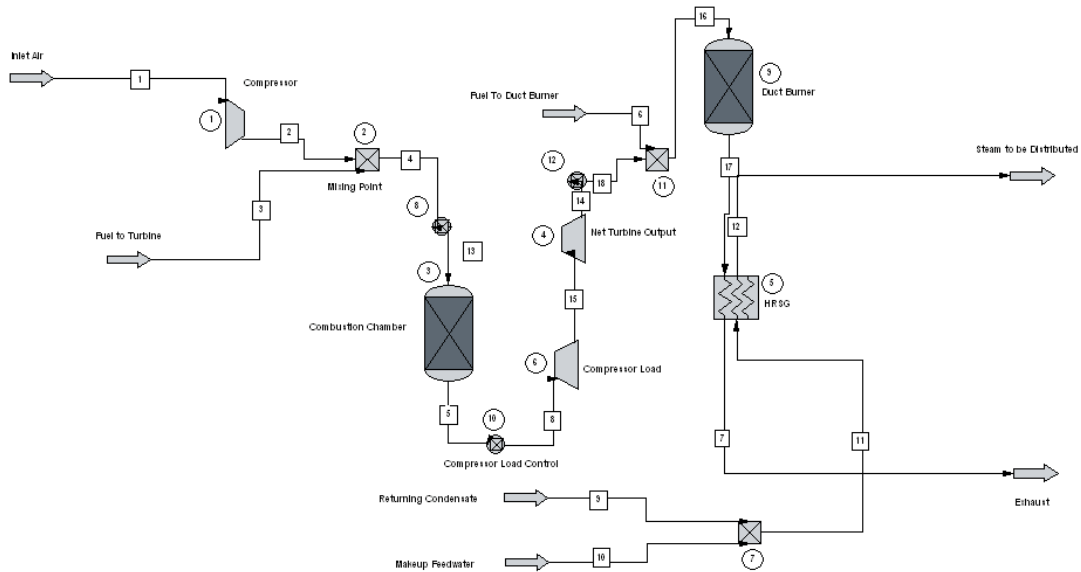 16
Inlet Air
1
Compressor
9
Duct Burner
Fuel To Duct Burner
6
1
2
2
4
12
Steam to be Distributed
17
18
11
Mixing Point
14
3
8
4
Net Turbine Output
12
Fuel to Turbine
13
3
5
HRSG
15
Combustion Chamber
6
Compressor Load
5
10
8
7
11
Compressor Load Control
Returning Condensate
9
Exhaust
10
Makeup Feedwater
7